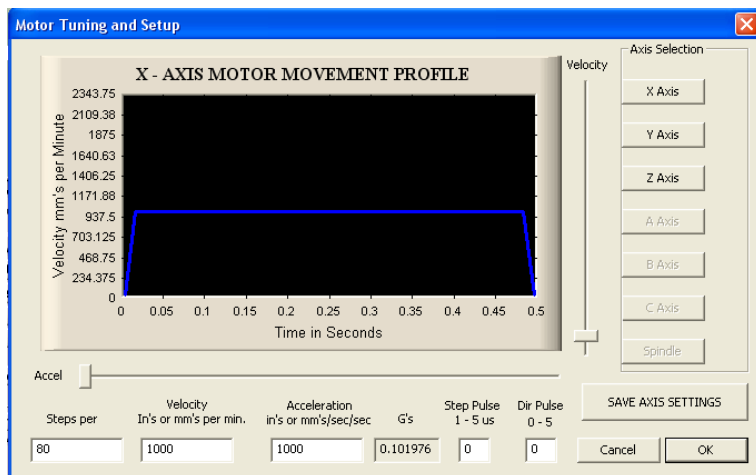 Motor Tuning and Setup
X - AXIS MOTOR MOVEMENT PROFILE
Velocity mm's per Minute
2343.75
2109.38
1875
1640.63
1406.25
1171.88
937.5
703.125
468.75
234.375
0
0 0.05 0.1 0.15 0.2 0.25 0.3 0.35 0.4 0.45 0.5
Time in Seconds
Velocity
Axis Selection
X Axis
Y Axis
Z Axis
A Axis
B Axis
C Axis
Spindle
Accel
Steps per
80
Velocity
In's or mm's per min.
1000
Acceleration
in's or mm's/sec/sec
1000
G's
0.101976
Step Pulse
1 - 5 us
0
Dir Pulse
0 - 5
0
SAVE AXIS SETTINGS
Cancel
OK